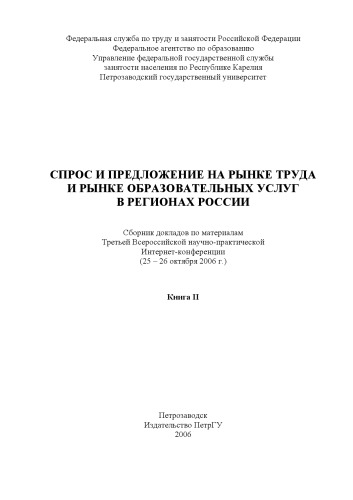 Федеральная служба по труду и занятости Российской Федерации
Федеральное агентство по образованию
Управление федеральной государственной службы
занятости населения по Республике Карелия
Петрозаводский государственный университет
СПРОС И ПРЕДЛОЖЕНИЕ НА РЫНКЕ ТРУДА
И РЫНКЕ ОБРАЗОВАТЕЛЬНЫХ УСЛУГ
В РЕГИОНАХ РОССИИ
Сборник докладов по материалам
Третьей Всероссийской научно-практической
Интернет-конференции
(25 – 26 октября 2006 г.)
Книга II
Петрозаводск
Издательство ПетрГУ
2006